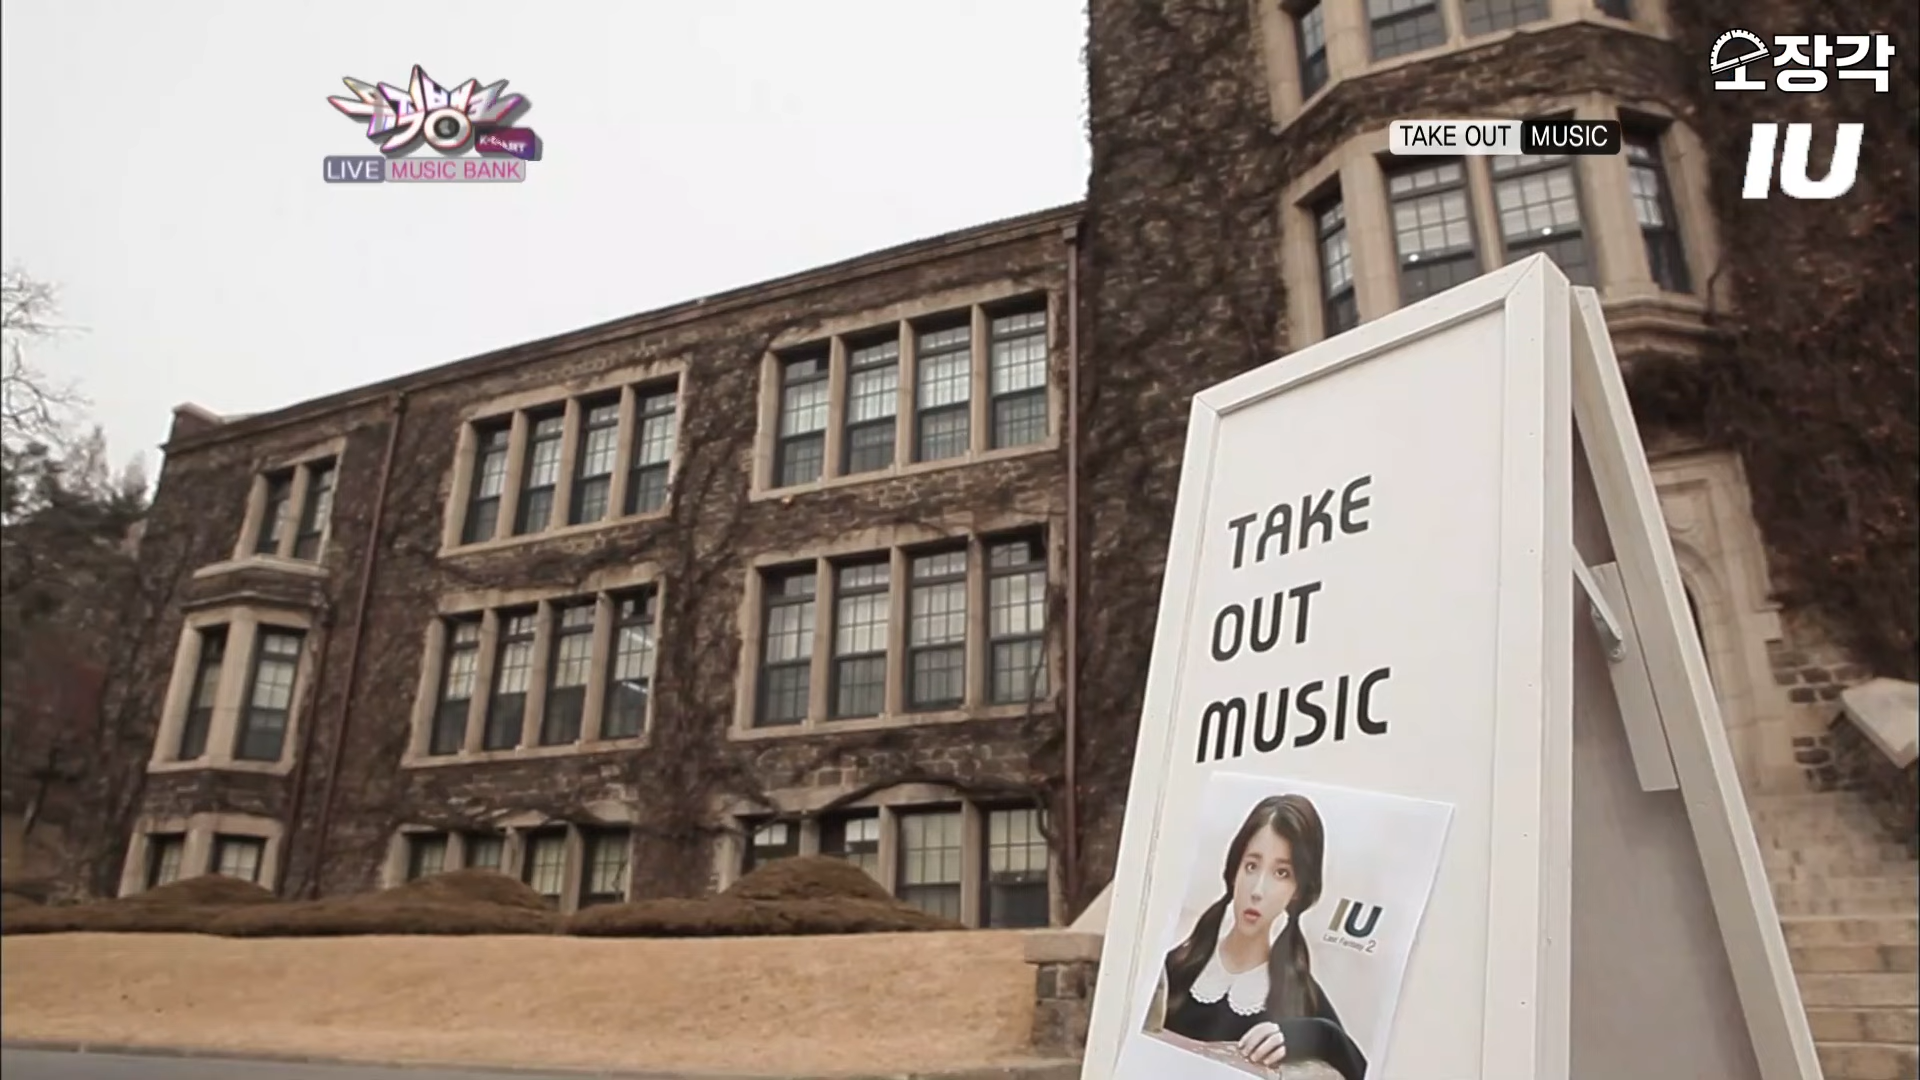 뮤직뱅크
LIVE MUSIC BANK
소장각
TAKE OUT MUSIC
IU
TAKE
OUT
MUSIC
IU
Last Fantasy 2